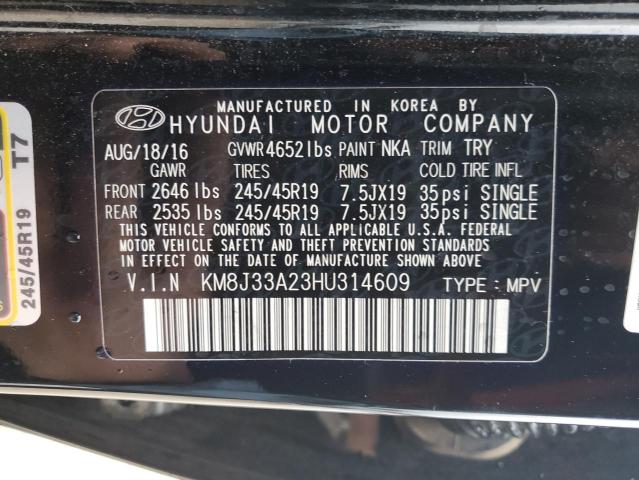 MANUFACTURED IN KOREA BY
HYUNDAI MOTOR COMPANY
AUG/18/16 GVWR 4652 lbs PAINT NKA TRIM TRY
GAWR TIRES RIMS COLD TIRE INFL
FRONT 2646 lbs 245/45R19 7.5JX19 35psi SINGLE
REAR 2535 lbs 245/45R19 7.5JX19 35psi SINGLE
THIS VEHICLE CONFORMS TO ALL APPLICABLE U.S.A. FEDERAL
MOTOR VEHICLE SAFETY AND THEFT PREVENTION STANDARDS
IN EFFECT ON THE DATE OF MANUFACTURE SHOWN ABOVE
V.I.N KM8J33A23HU314609 TYPE : MPV
245/45R19 T7